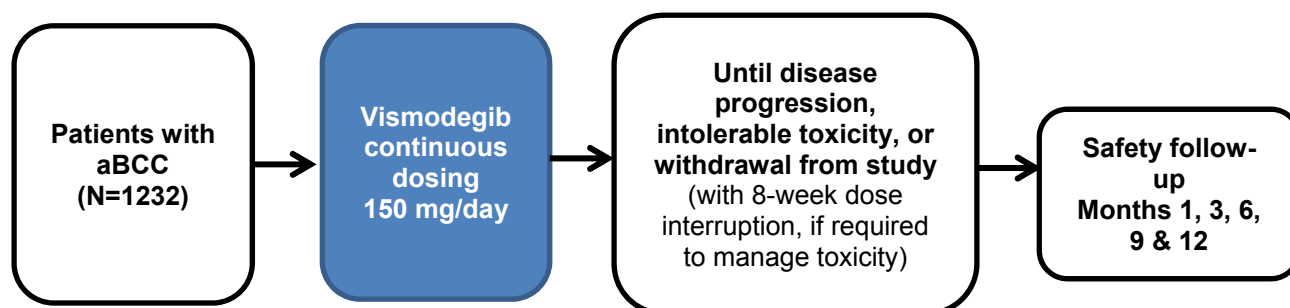 Patients with
aBCC
(N=1232)
Vismodegib
continuous
dosing
150 mg/day
Until disease
progression,
intolerable toxicity, or
withdrawal from study
(with 8-week dose
interruption, if required
to manage toxicity)
Safety follow-
up
Months 1, 3, 6,
9 & 12